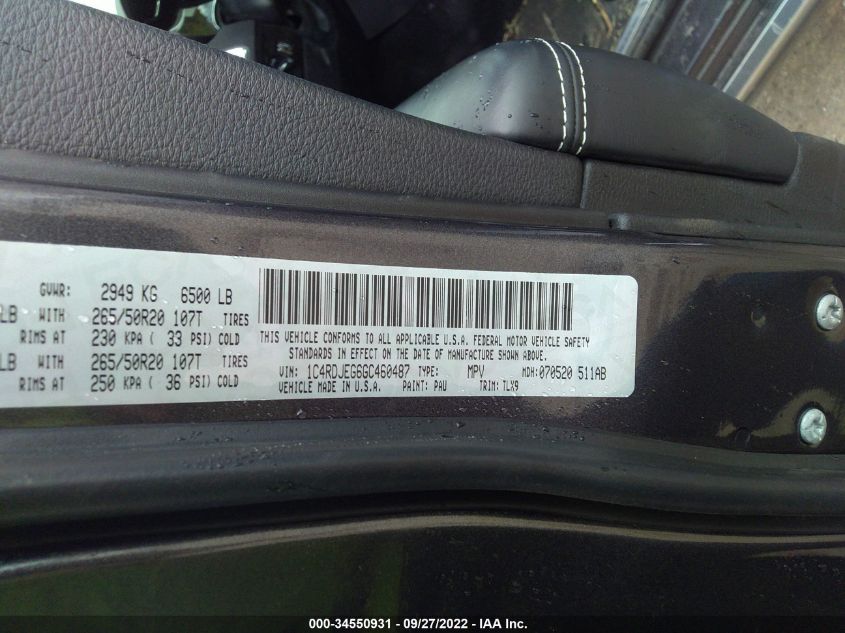 GVWR: 2949 KG 6500 LB
LB WITH 265/50R20 107T TIRES
RIMS AT 230 KPA ( 33 PSI) COLD
LB WITH 265/50R20 107T TIRES
RIMS AT 250 KPA ( 36 PSI) COLD
THIS VEHICLE CONFORMS TO ALL APPLICABLE U.S.A. FEDERAL MOTOR VEHICLE SAFETY
STANDARDS IN EFFECT ON THE DATE OF MANUFACTURE SHOWN ABOVE.
VIN: 1C4RDJEG6GC460487 TYPE: MPV MDH: 070520 511AB
VEHICLE MADE IN U.S.A. PAINT: PAU TRIM: TLX9
000-34550931 - 09/27/2022 - IAA Inc.